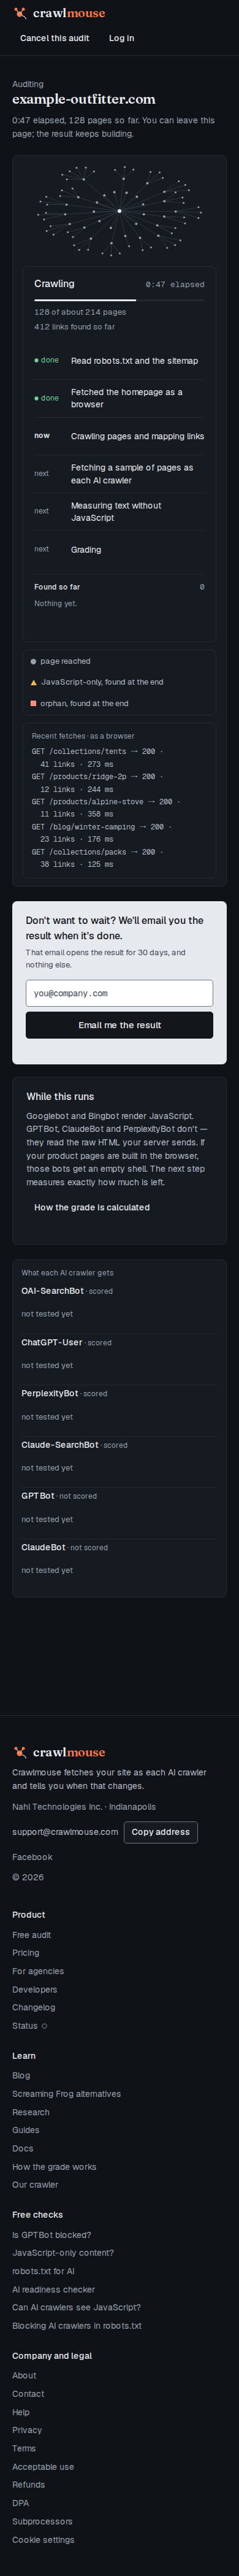 crawlmouse
Cancel this audit Log in
Auditing
example-outfitter.com
0:47 elapsed, 128 pages so far. You can leave this
page; the result keeps building.
Crawling 0:47 elapsed
128 of about 214 pages
412 links found so far
done Read robots.txt and the sitemap
done Fetched the homepage as a
browser
now Crawling pages and mapping links
next Fetching a sample of pages as
each AI crawler
next Measuring text without
JavaScript
next Grading
Found so far 0
Nothing yet.
page reached
JavaScript-only, found at the end
orphan, found at the end
Recent fetches · as a browser
GET /collections/tents → 200 ·
41 links · 273 ms
GET /products/ridge-2p → 200 ·
12 links · 244 ms
GET /products/alpine-stove → 200 ·
11 links · 358 ms
GET /blog/winter-camping → 200 ·
23 links · 176 ms
GET /collections/packs → 200 ·
38 links · 125 ms
Don't want to wait? We'll email you the
result when it's done.
That email opens the result for 30 days, and
nothing else.
you@company.com
Email me the result
While this runs
Googlebot and Bingbot render JavaScript.
GPTBot, ClaudeBot and PerplexityBot don't —
they read the raw HTML your server sends. If
your product pages are built in the browser,
those bots get an empty shell. The next step
measures exactly how much is left.
How the grade is calculated
What each AI crawler gets
OAI-SearchBot · scored
not tested yet
ChatGPT-User · scored
not tested yet
PerplexityBot · scored
not tested yet
Claude-SearchBot · scored
not tested yet
GPTBot · not scored
not tested yet
ClaudeBot · not scored
not tested yet
crawlmouse
Crawlmouse fetches your site as each AI crawler
and tells you when that changes.
Nahl Technologies Inc. · Indianapolis
support@crawlmouse.com Copy address
Facebook
© 2026
Product
Free audit
Pricing
For agencies
Developers
Changelog
Status
Learn
Blog
Screaming Frog alternatives
Research
Guides
Docs
How the grade works
Our crawler
Free checks
Is GPTBot blocked?
JavaScript-only content?
robots.txt for AI
AI readiness checker
Can AI crawlers see JavaScript?
Blocking AI crawlers in robots.txt
Company and legal
About
Contact
Help
Privacy
Terms
Acceptable use
Refunds
DPA
Subprocessors
Cookie settings